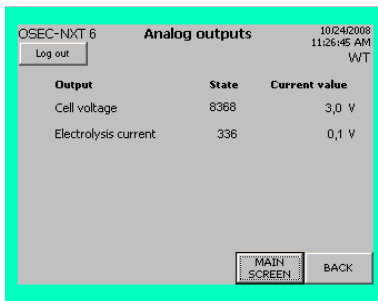 OSEC-NXT 6 Analog outputs 10/24/2008
11:26:45 AM
Log out
WT
Output State Current value
Cell voltage 8368 3,0 V
Electrolysis current 336 0,1 V
MAIN
SCREEN
BACK